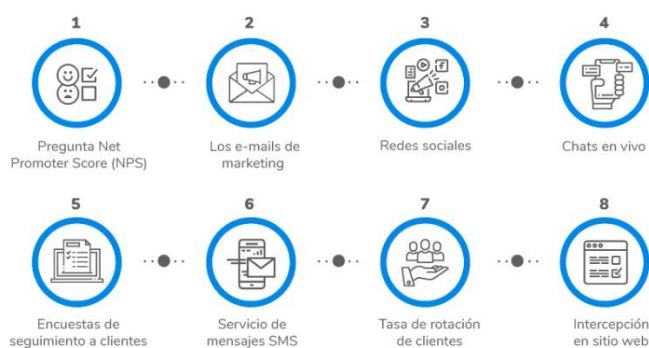 1
2
3
4
Pregunta Net
Promoter Score (NPS)
Los e-mails de
marketing
Redes sociales
Chats en vivo
5
6
7
8
Encuestas de
seguimiento a clientes
Servicio de
mensajes SMS
Tasa de rotación
de clientes
Intercepción
en sitio web